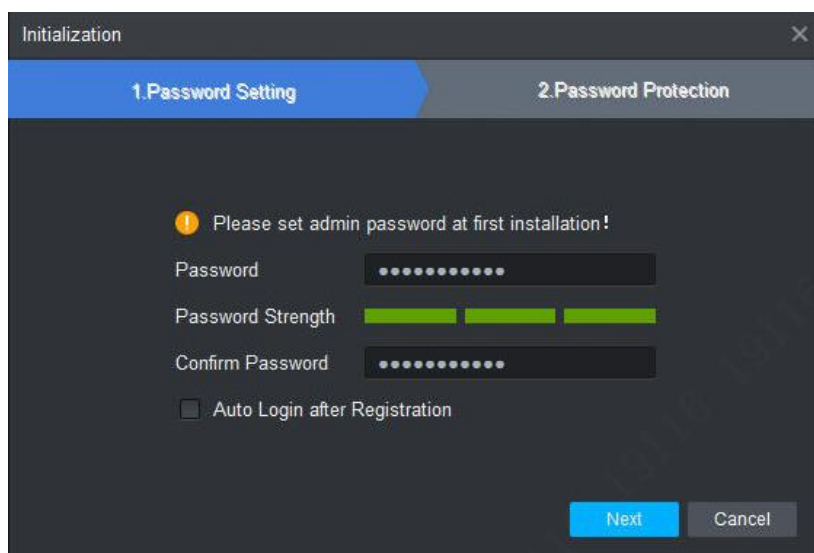 Initialization
1.Password Setting
2.Password Protection
Please set admin password at first installation!
Password ●●●●●●●●●●●
Password Strength
Confirm Password ●●●●●●●●●●●
Auto Login after Registration
Next
Cancel